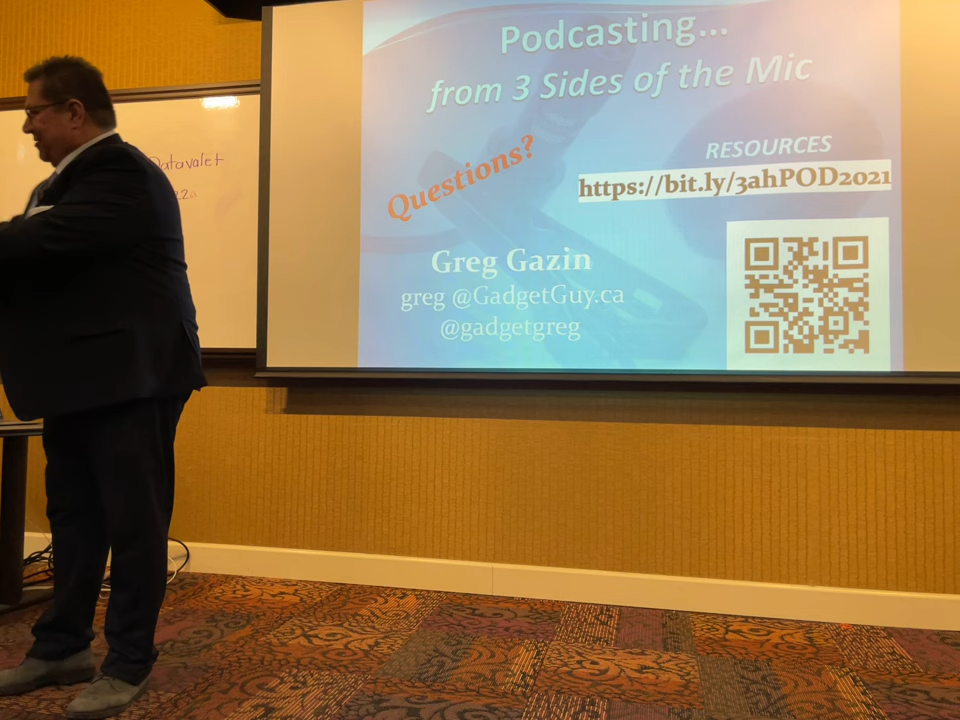 Podcasting...
from 3 Sides of the Mic
Questions?
RESOURCES
https://bit.ly/3ahPOD2021
Greg Gazin
greg @GadgetGuy.ca
@gadgetgreg
Datavalet